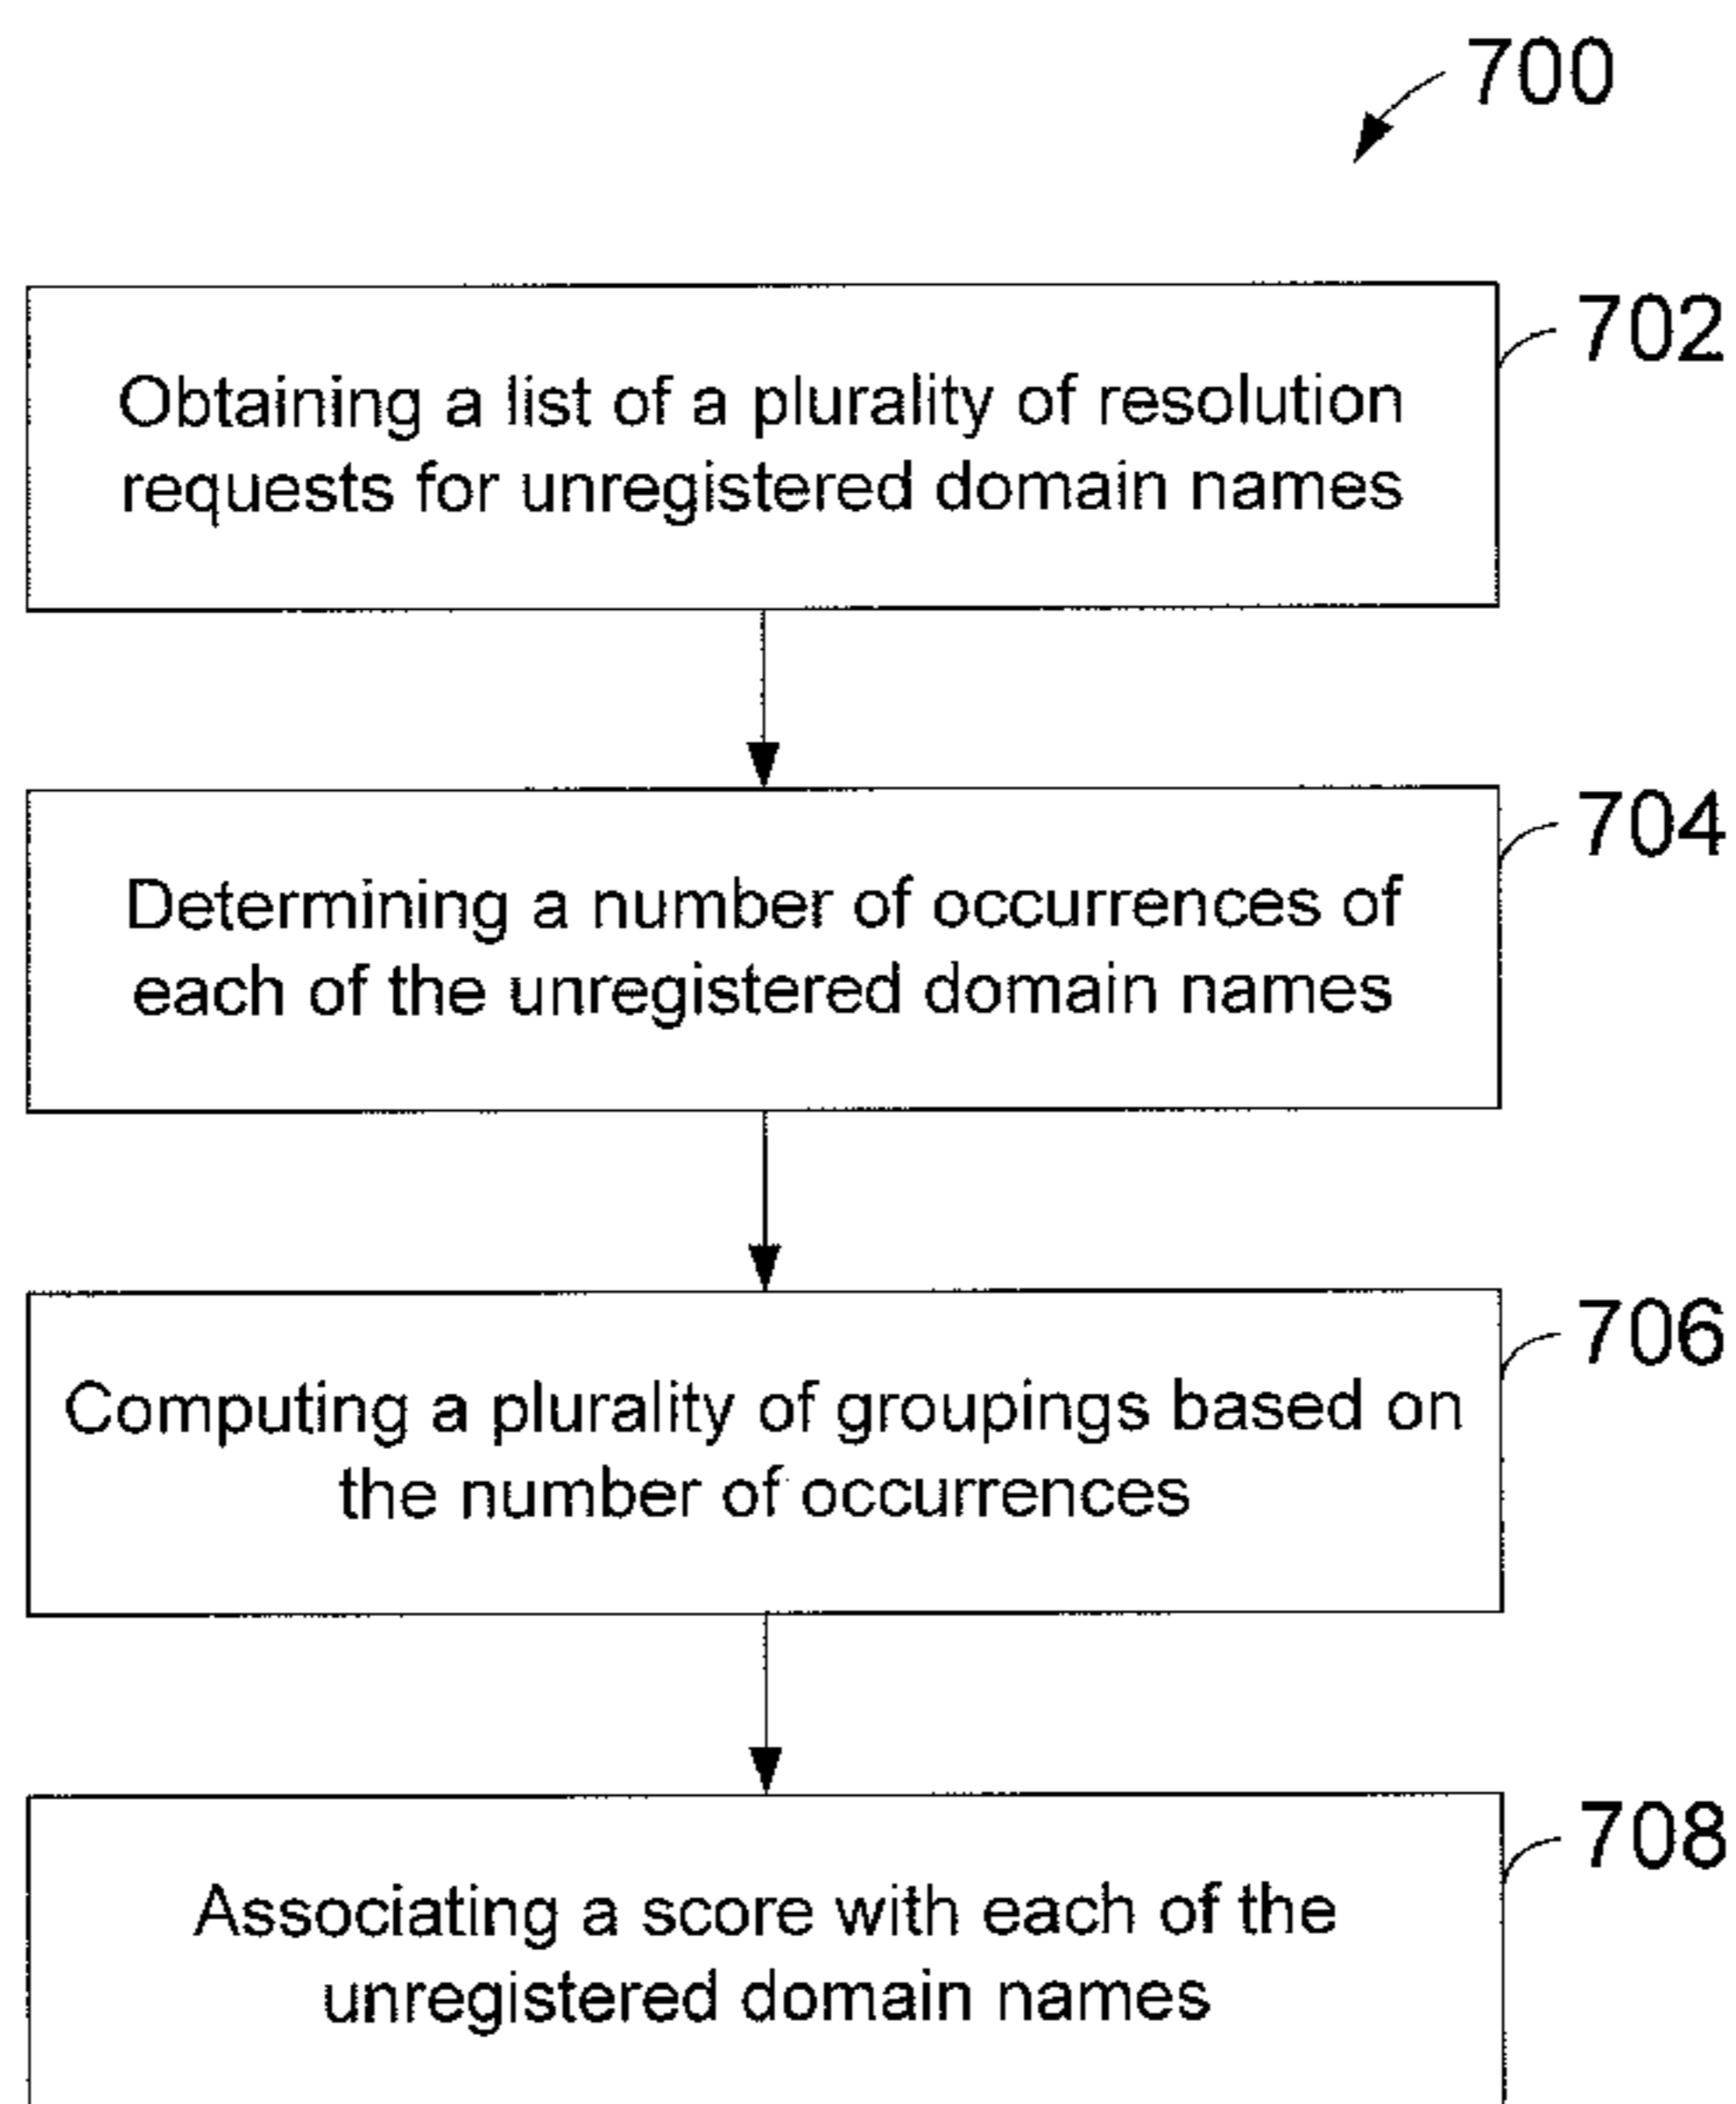 700
702
Obtaining a list of a plurality of resolution
requests for unregistered domain names
704
Determining a number of occurrences of
each of the unregistered domain names
706
Computing a plurality of groupings based on
the number of occurrences
708
Associating a score with each of the
unregistered domain names